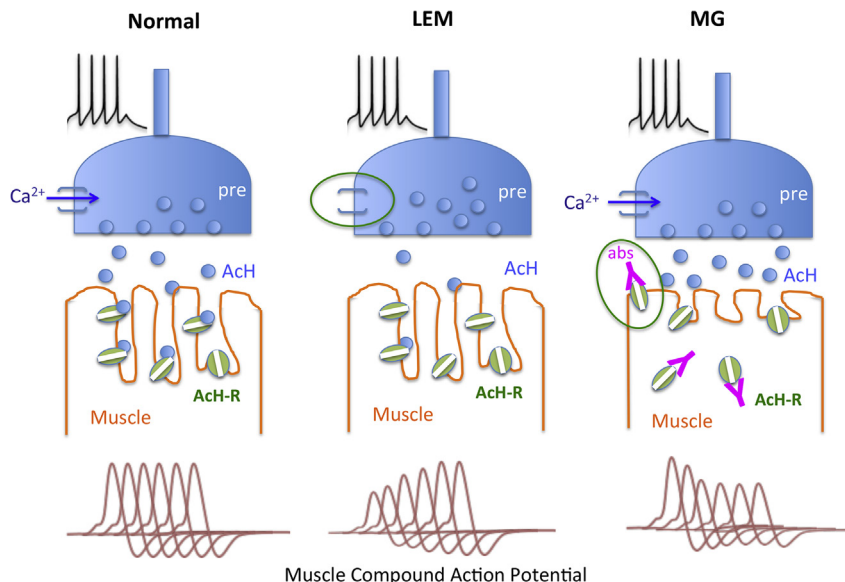 Normal
LEM
MG
Ca2+
pre
AcH
AcH-R
Muscle
pre
AcH
AcH-R
Muscle
Ca2+
pre
abs
AcH
AcH-R
Muscle
Muscle Compound Action Potential